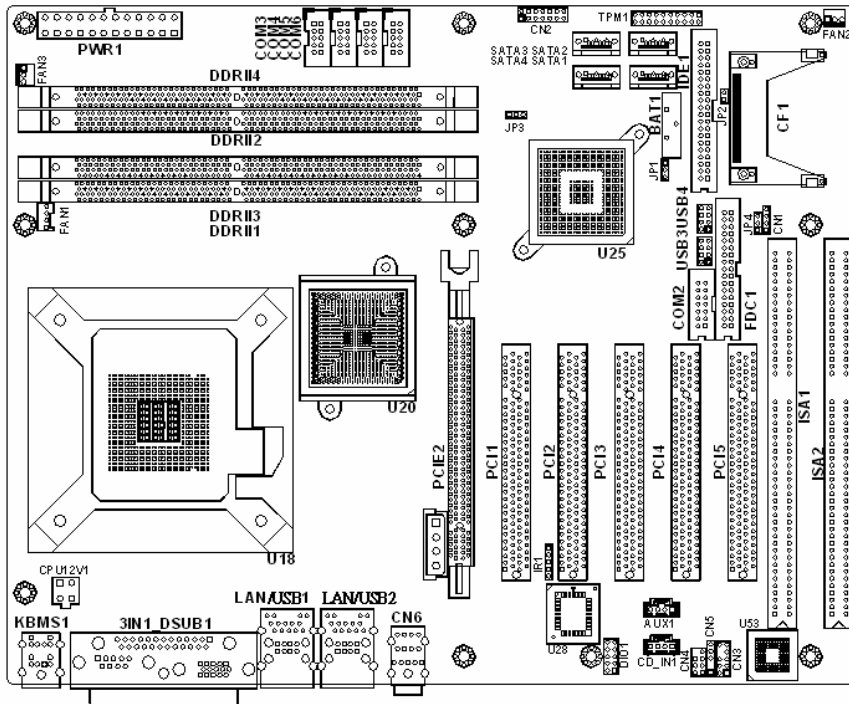 PWR1
COM3
COM4
COM5
COM6
CN2
TPM1
FAN2
SATA3 SATA2
SATA4 SATA1
IDE1
FAN3
DDRII4
DDRII2
DDRII3
DDRII1
FAN1
JP3
BAT1
JP1
JP2
CF1
U25
USB3USB4
JP4
CN1
COM2
FDC1
U20
U18
PCIE2
PCI1
PCI2
PCI3
PCI4
PCI5
ISA1
ISA2
IR1
CPU12V1
KBMS1
3IN1_DSUB1
LAN/USB1
LAN/USB2
CN6
U28
DIO1
AUX1
CD_IN1
CN4
CN5
CN3
U53